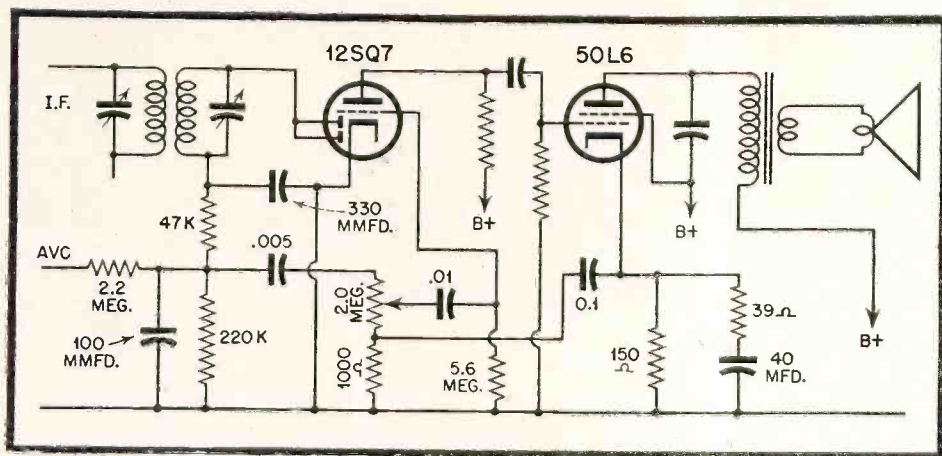 12SQ7
50L6
I.F.
330
MMFD.
B+
B+
47K
.005
AVC
2.2
MEG.
2.0
MEG.
.01
0.1
39Ω
B+
100
MMFD.
220K
1000
Ω
5.6
MEG.
150
Ω
40
MFD.